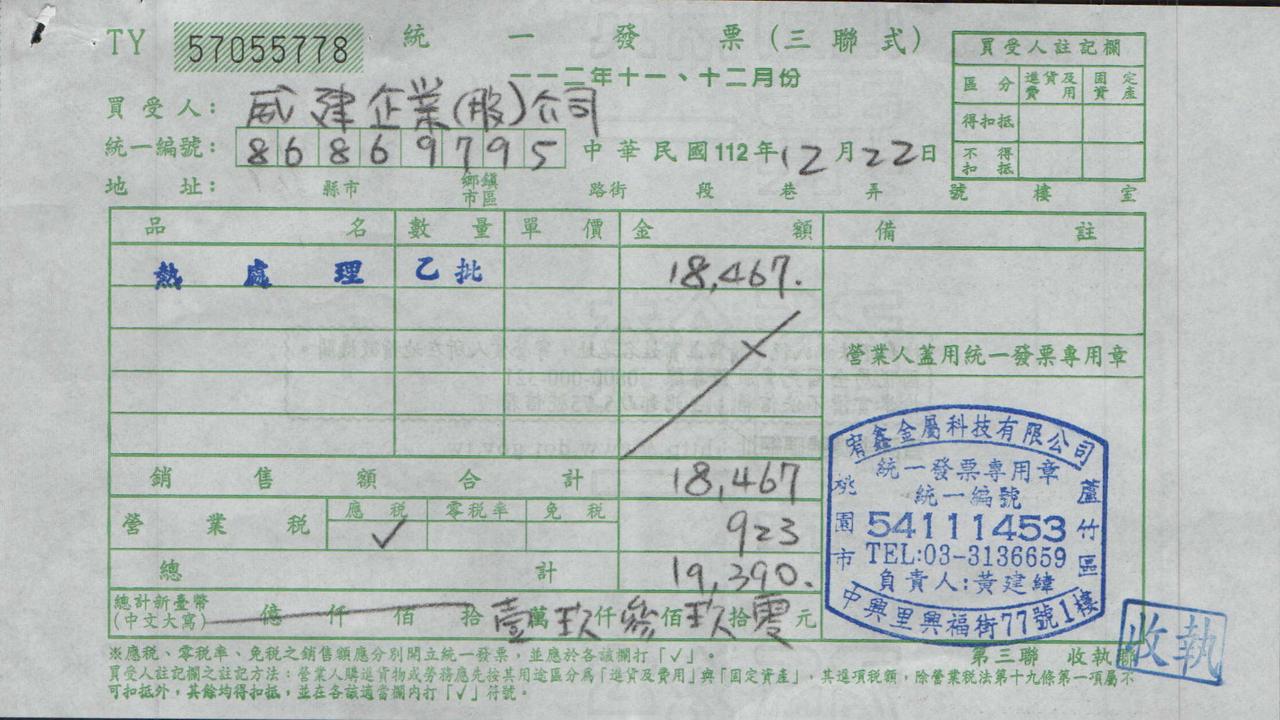 TY 57055778 統一發票(三聯式)
一一二年十一、十二月份
買受人註記欄
區分 進貨及費用 固定資產
得扣抵
不得扣抵
買受人: 威建企業(股)公司
統一編號: 86869795 中華民國112年12月22日
地址: 縣市 鄉鎮市區 路街 段 巷 弄 號 樓 室
品名 數量 單價 金額 備註
熱處理 乙批 18,467.
營業人蓋用統一發票專用章
銷售額合計 18,467
營業稅 應稅 ✓ 零稅率 免稅 923
總計 19,390.
總計新臺幣(中文大寫) 億 仟 佰 拾 壹萬玖仟參佰玖拾零元
宥鑫金屬科技有限公司
統一發票專用章
統一編號
54111453
TEL:03-3136659
負責人:黃建緯
桃園市
蘆竹區
中興里興福街77號1樓
※應稅、零稅率、免稅之銷售額應分別開立統一發票,並應於各該欄打「✓」。
第三聯 收執聯
收執
買受人註記欄之註記方法:營業人購進貨物或勞務應先按其用途區分為「進貨及費用」與「固定資產」,其進項稅額,除營業稅法第十九條第一項屬不
可扣抵外,其餘均得扣抵,並在各該適當欄內打「✓」符號。